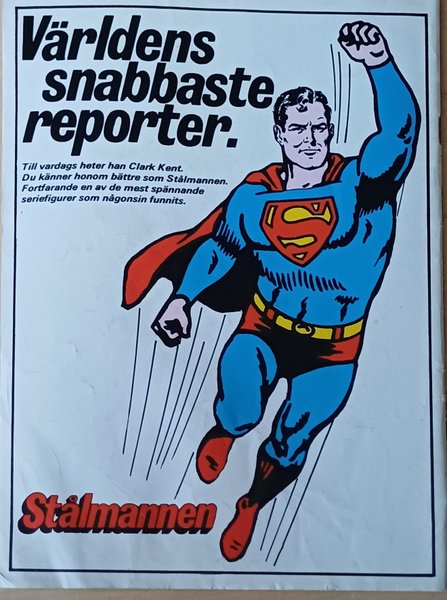 Världens
snabbaste
reporter.
Till vardags heter han Clark Kent.
Du känner honom bättre som Stålmannen.
Fortfarande en av de mest spännande
seriefigurer som någonsin funnits.
S
Stålmannen